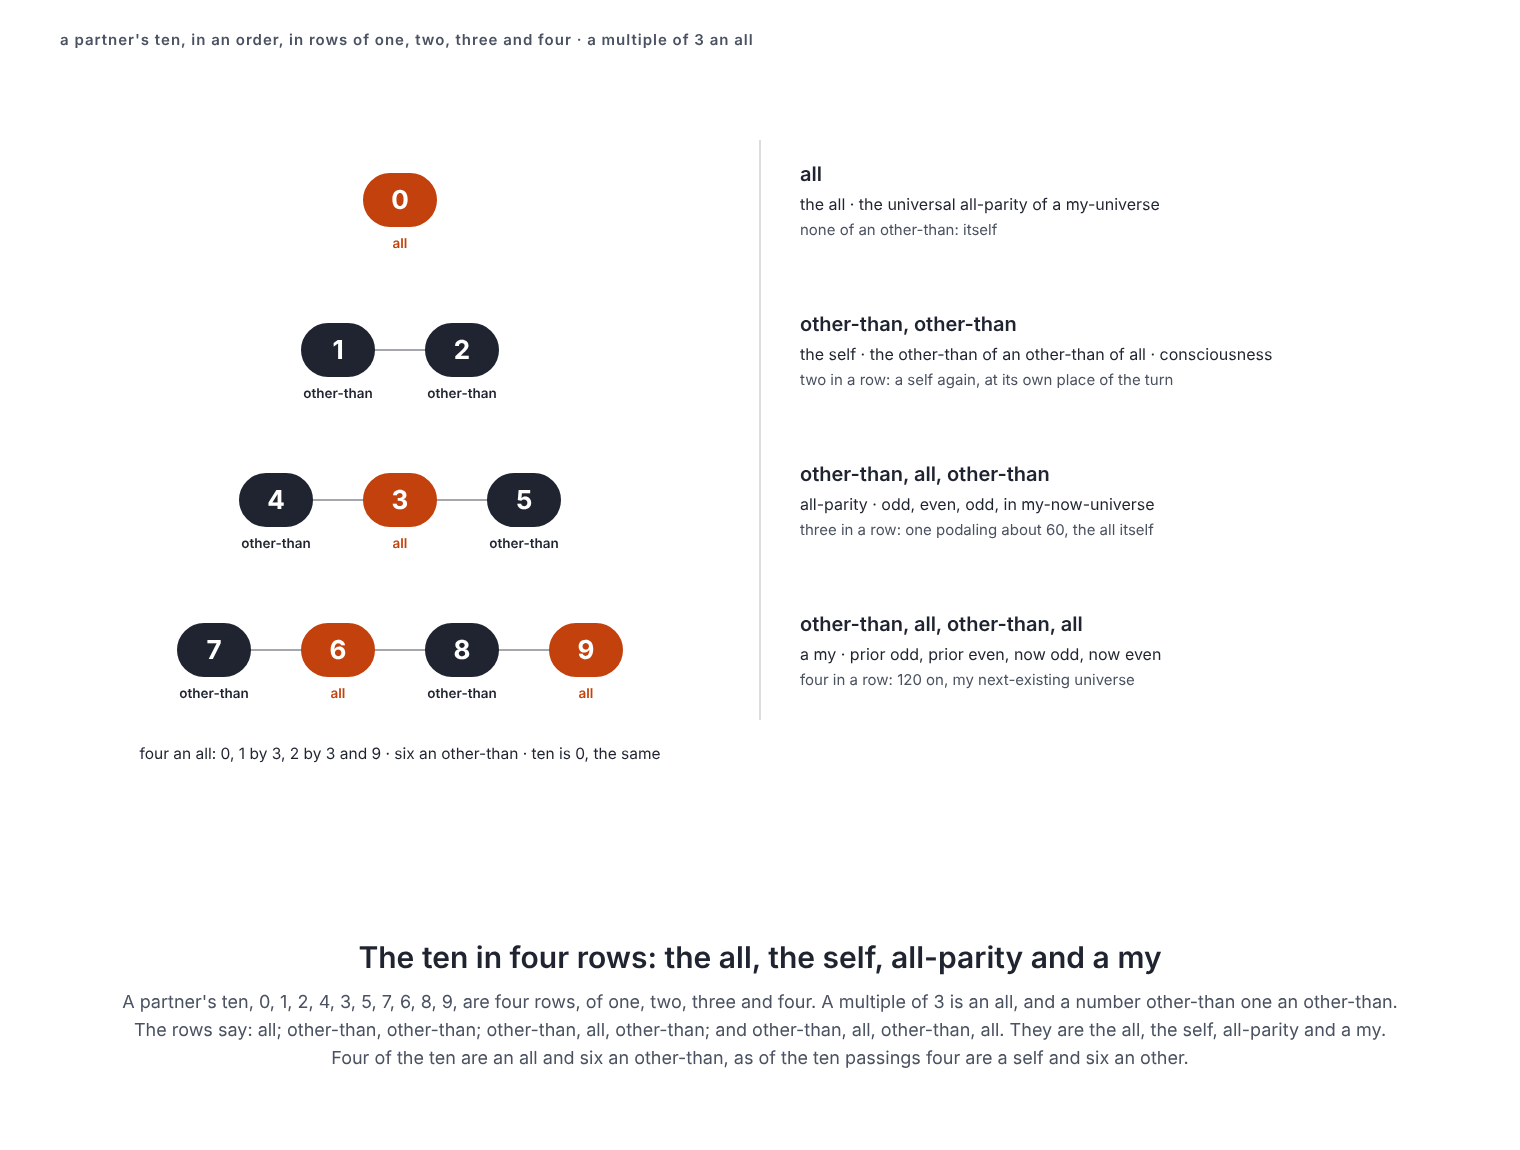 a partner's ten, in an order, in rows of one, two, three and four · a multiple of 3 an all
0
all
all
the all · the universal all-parity of a my-universe
none of an other-than: itself
1 2
other-than other-than
other-than, other-than
the self · the other-than of an other-than of all · consciousness
two in a row: a self again, at its own place of the turn
4 3 5
other-than all other-than
other-than, all, other-than
all-parity · odd, even, odd, in my-now-universe
three in a row: one podaling about 60, the all itself
7 6 8 9
other-than all other-than all
other-than, all, other-than, all
a my · prior odd, prior even, now odd, now even
four in a row: 120 on, my next-existing universe
four an all: 0, 1 by 3, 2 by 3 and 9 · six an other-than · ten is 0, the same
The ten in four rows: the all, the self, all-parity and a my
A partner's ten, 0, 1, 2, 4, 3, 5, 7, 6, 8, 9, are four rows, of one, two, three and four. A multiple of 3 is an all, and a number other-than one an other-than.
The rows say: all; other-than, other-than; other-than, all, other-than; and other-than, all, other-than, all. They are the all, the self, all-parity and a my.
Four of the ten are an all and six an other-than, as of the ten passings four are a self and six an other.